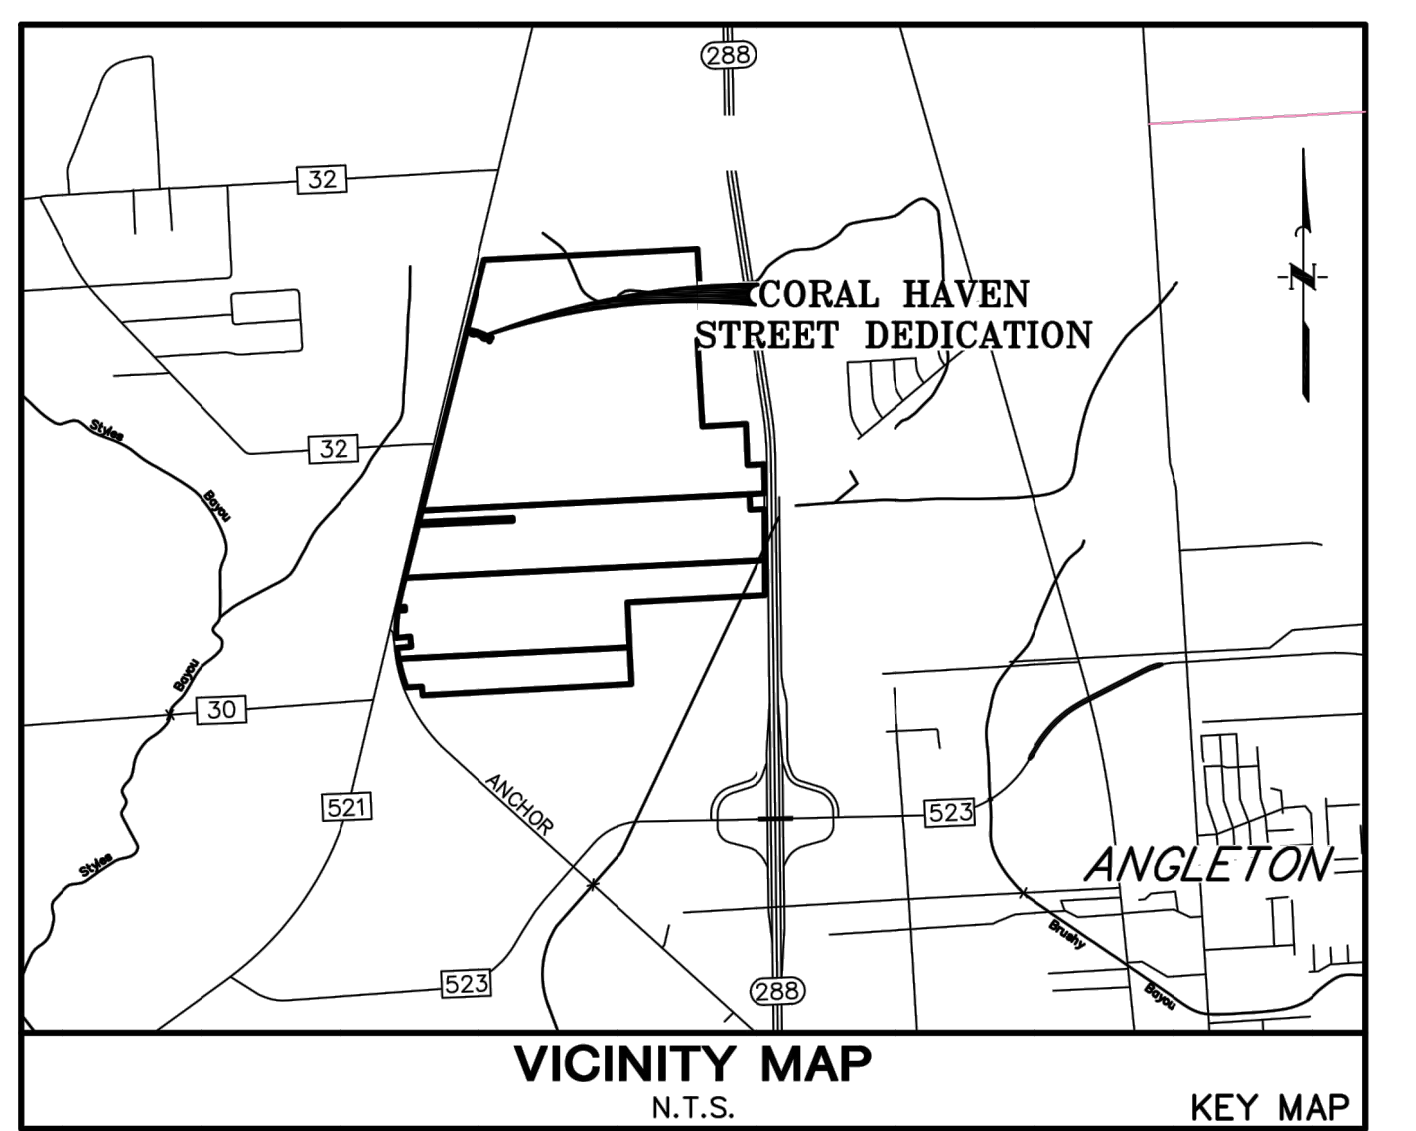 288
32
N
CORAL HAVEN
STREET DEDICATION
Styles
32
Bayou
Bayou
30
521
ANCHOR
523
Styles
ANGLETON
Brushy
523
288
Bayou
VICINITY MAP
N.T.S.
KEY MAP